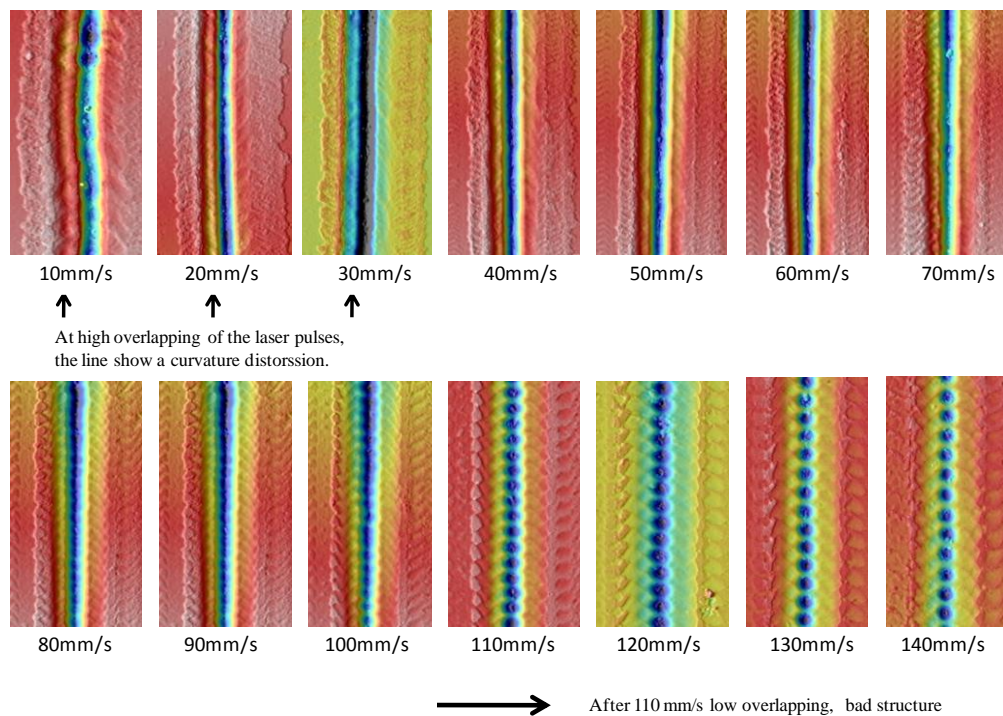 10mm/s 20mm/s 30mm/s 40mm/s 50mm/s 60mm/s 70mm/s
At high overlapping of the laser pulses,
the line show a curvature distorssion.
80mm/s 90mm/s 100mm/s 110mm/s 120mm/s 130mm/s 140mm/s
After 110 mm/s low overlapping, bad structure